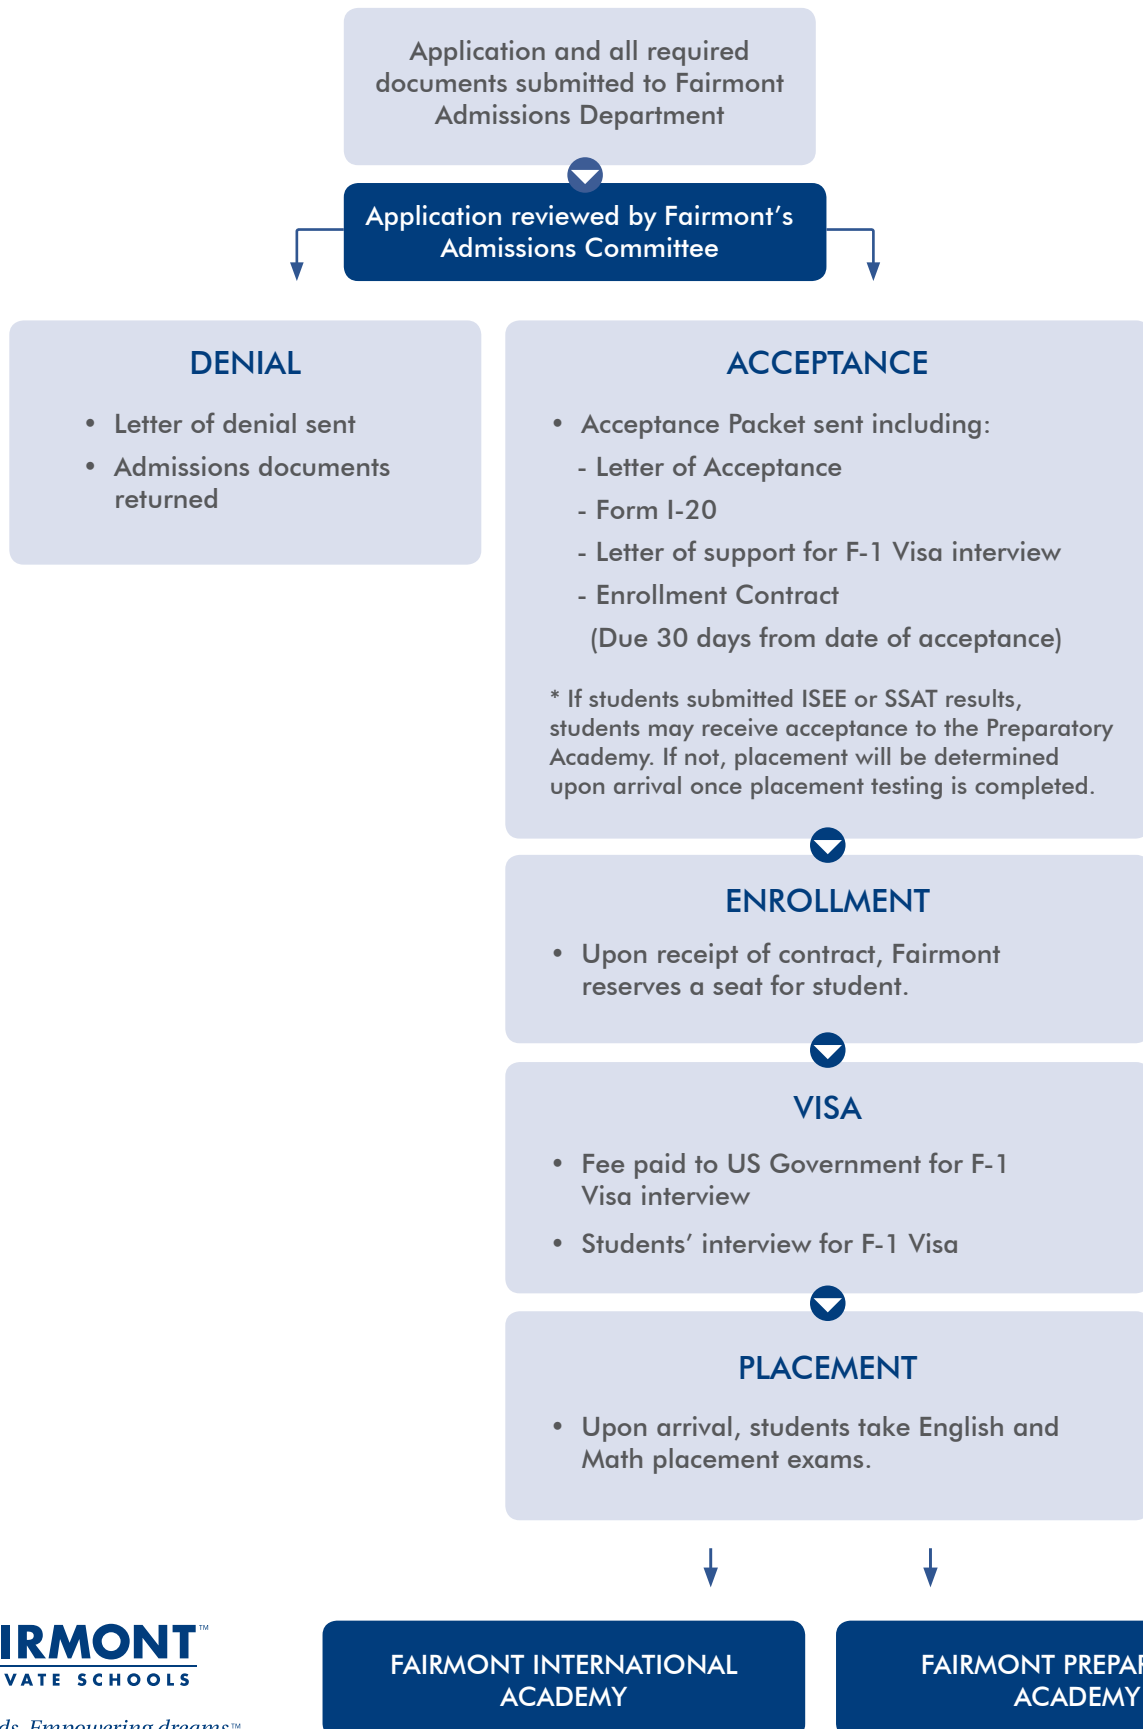 Application and all required
documents submitted to Fairmont
Admissions Department
Application reviewed by Fairmont’s
Admissions Committee
DENIAL
• Letter of denial sent
• Admissions documents
returned
ACCEPTANCE
• Acceptance Packet sent including:
- Letter of Acceptance
- Form I-20
- Letter of support for F-1 Visa interview
- Enrollment Contract
(Due 30 days from date of acceptance)
* If students submitted ISEE or SSAT results,
students may receive acceptance to the Preparatory
Academy. If not, placement will be determined
upon arrival once placement testing is completed.
ENROLLMENT
• Upon receipt of contract, Fairmont
reserves a seat for student.
VISA
• Fee paid to US Government for F-1
Visa interview
• Students’ interview for F-1 Visa
PLACEMENT
• Upon arrival, students take English and
Math placement exams.
IRMONT™
VATE SCHOOLS
ds. Empowering dreams™
FAIRMONT INTERNATIONAL
ACADEMY
FAIRMONT PREPA
ACADEMY